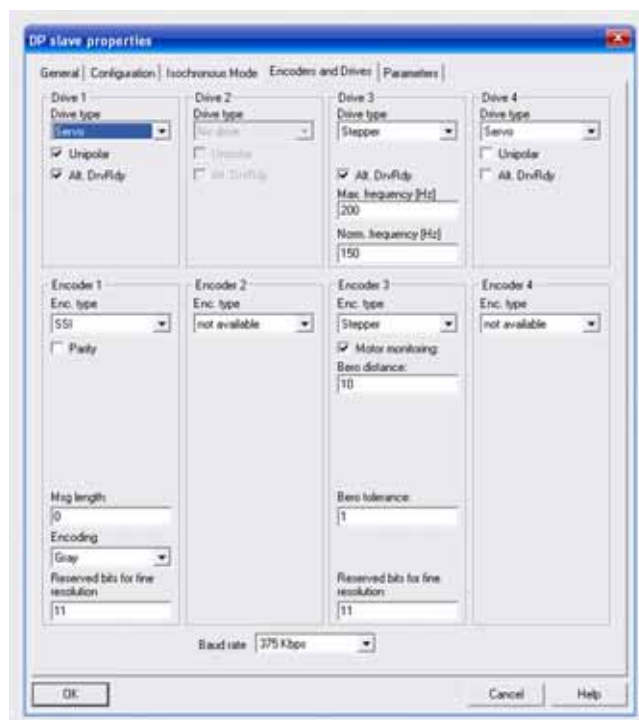 DP slave properties
General Configuration Isochronous Mode Encoders and Drives Parameters
Drive 1
Drive type
Servo
Unipolar
Alt. DrvRdy
Drive 2
Drive type
No drive
Unipolar
Alt. DrvRdy
Drive 3
Drive type
Stepper
Alt. DrvRdy
Max. frequency [Hz]
200
Norm. frequency [Hz]
150
Drive 4
Drive type
Servo
Unipolar
Alt. DrvRdy
Encoder 1
Enc. type
SSI
Parity
Msg length:
0
Encoding
Gray
Reserved bits for fine
resolution
11
Encoder 2
Enc. type
not available
Encoder 3
Enc. type
Stepper
Motor monitoring:
Bero distance:
10
Bero tolerance:
1
Reserved bits for fine
resolution
11
Encoder 4
Enc. type
not available
Baud rate 375 Kbps
OK Cancel Help